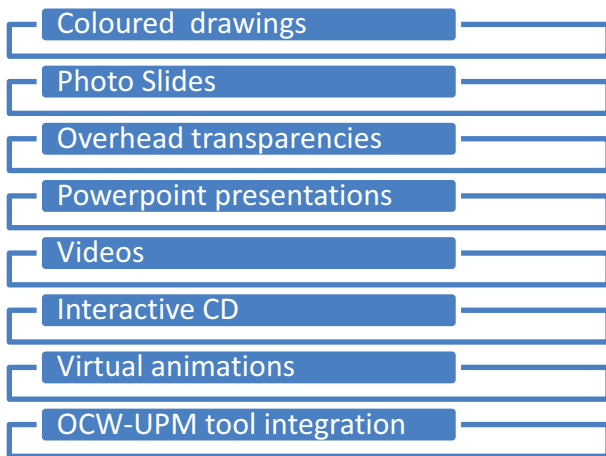 Coloured drawings
Photo Slides
Overhead transparencies
Powerpoint presentations
Videos
Interactive CD
Virtual animations
OCW-UPM tool integration